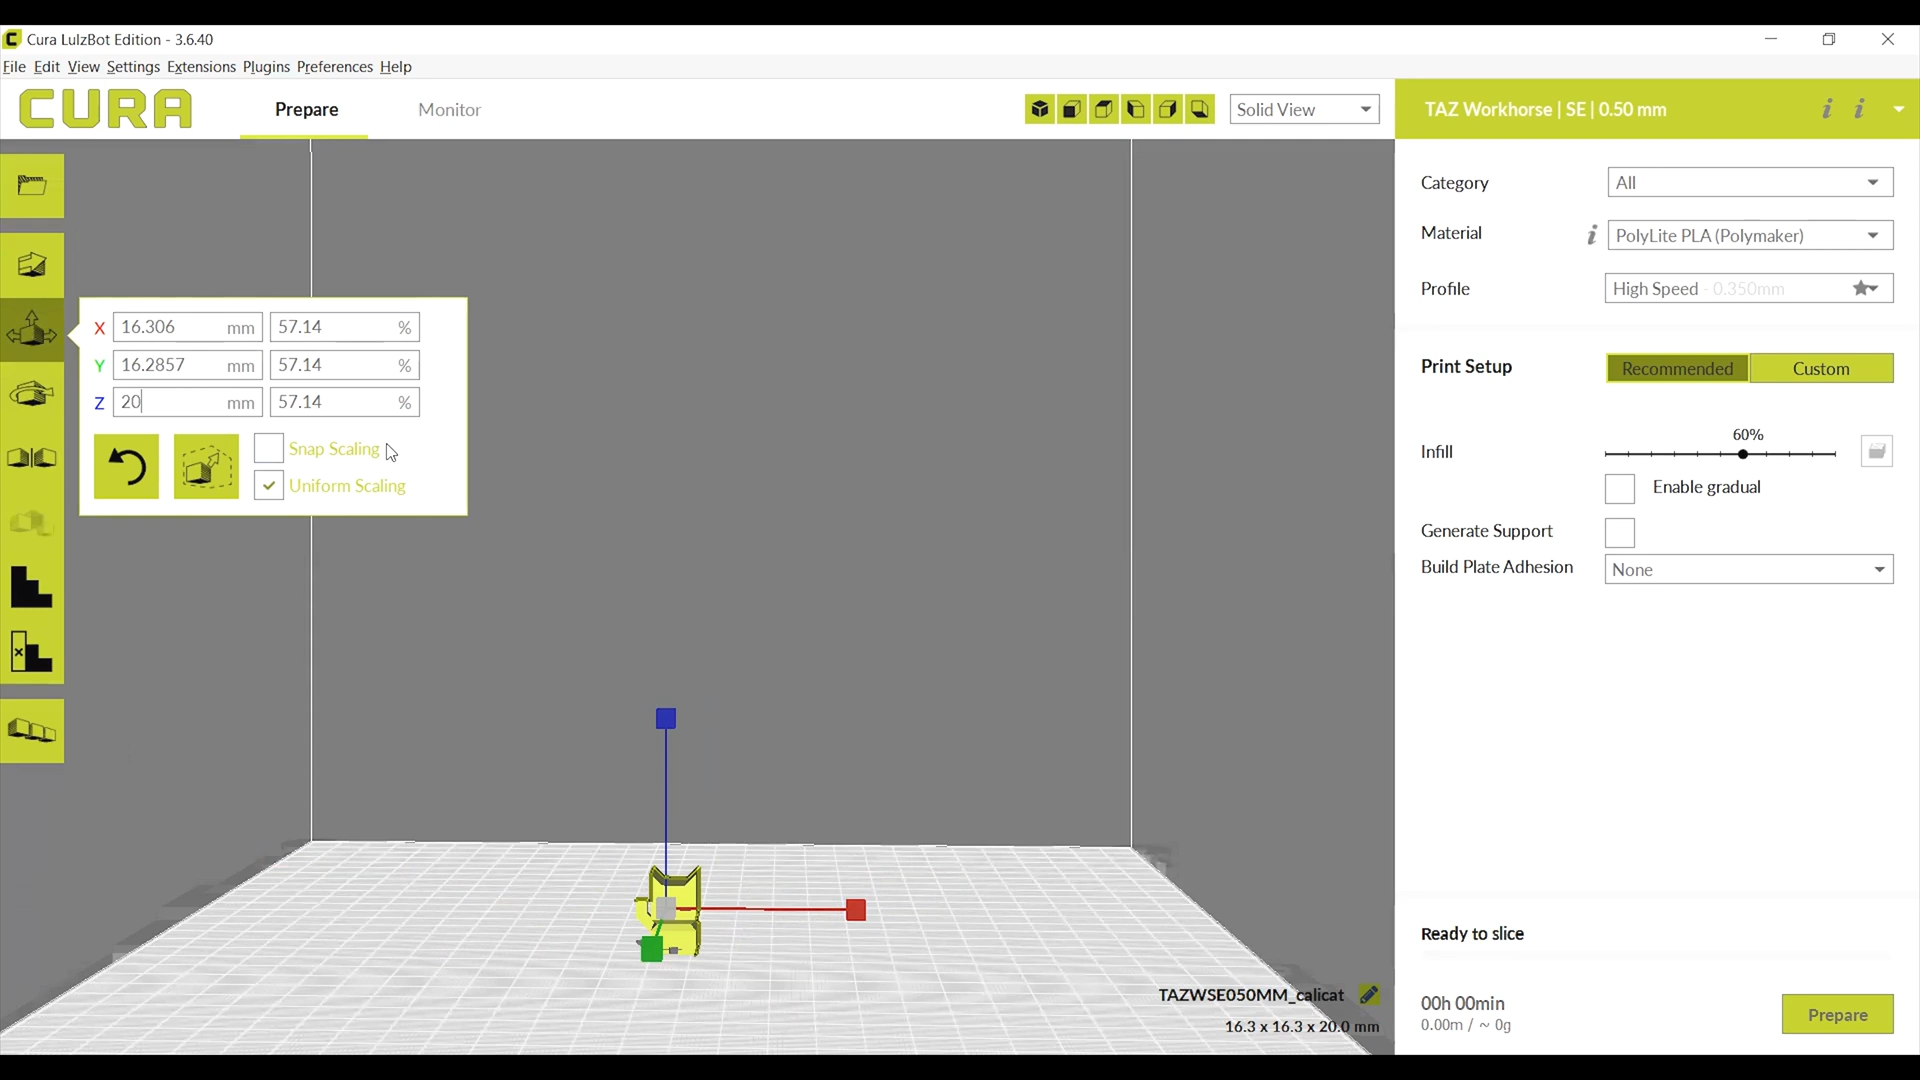 Cura LulzBot Edition - 3.6.40
File Edit View Settings Extensions Plugins Preferences Help
CURA
Prepare
Monitor
Solid View
TAZ Workhorse | SE | 0.50 mm
Category
All
Material
PolyLite PLA (Polymaker)
Profile
High Speed - 0.350mm
X 16.306 mm 57.14 %
Y 16.2857 mm 57.14 %
Z 20 mm 57.14 %
Snap Scaling
Uniform Scaling
Print Setup
Recommended
Custom
60%
Infill
Enable gradual
Generate Support
Build Plate Adhesion
None
Ready to slice
TAZWSE050MM_calicat
16.3 x 16.3 x 20.0 mm
00h 00min
0.00m / ~ 0g
Prepare